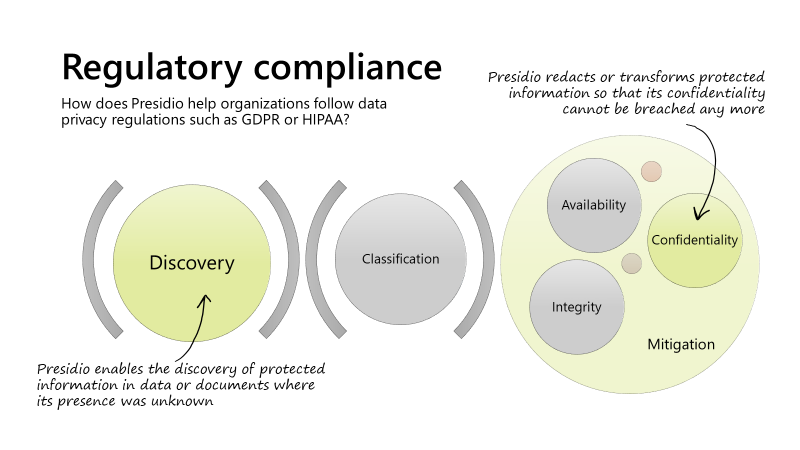 Regulatory compliance
How does Presidio help organizations follow data
privacy regulations such as GDPR or HIPAA?
Presidio redacts or transforms protected
information so that its confidentiality
cannot be breached any more
Discovery
Classification
Availability
Confidentiality
Integrity
Mitigation
Presidio enables the discovery of protected
information in data or documents where
its presence was unknown